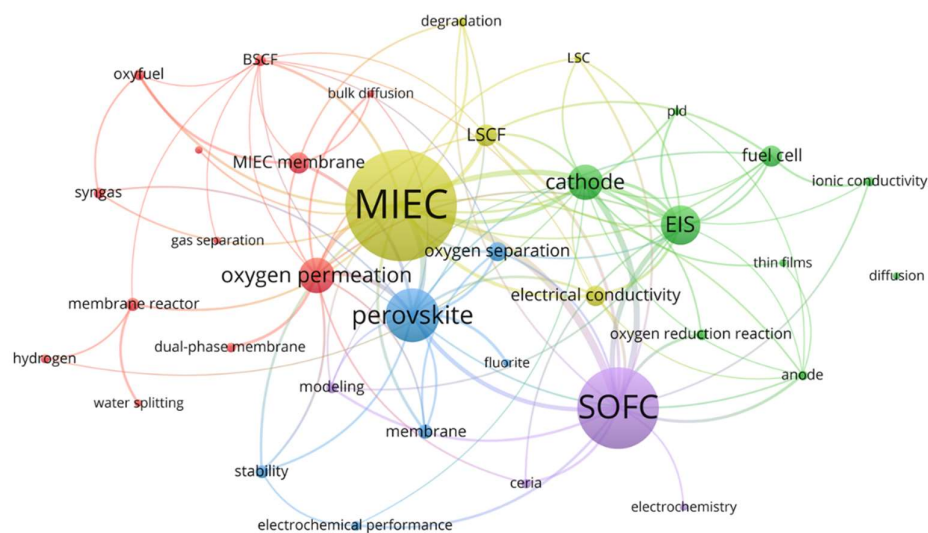 degradation
BSCF
LSC
oxyfuel
bulk diffusion
pld
LSCF
MIEC membrane
fuel cell
cathode
ionic conductivity
syngas
MIEC
EIS
gas separation
oxygen separation
thin films
oxygen permeation
diffusion
electrical conductivity
membrane reactor
perovskite
oxygen reduction reaction
dual-phase membrane
hydrogen
fluorite
anode
modeling
water splitting
SOFC
membrane
stability
ceria
electrochemistry
electrochemical performance